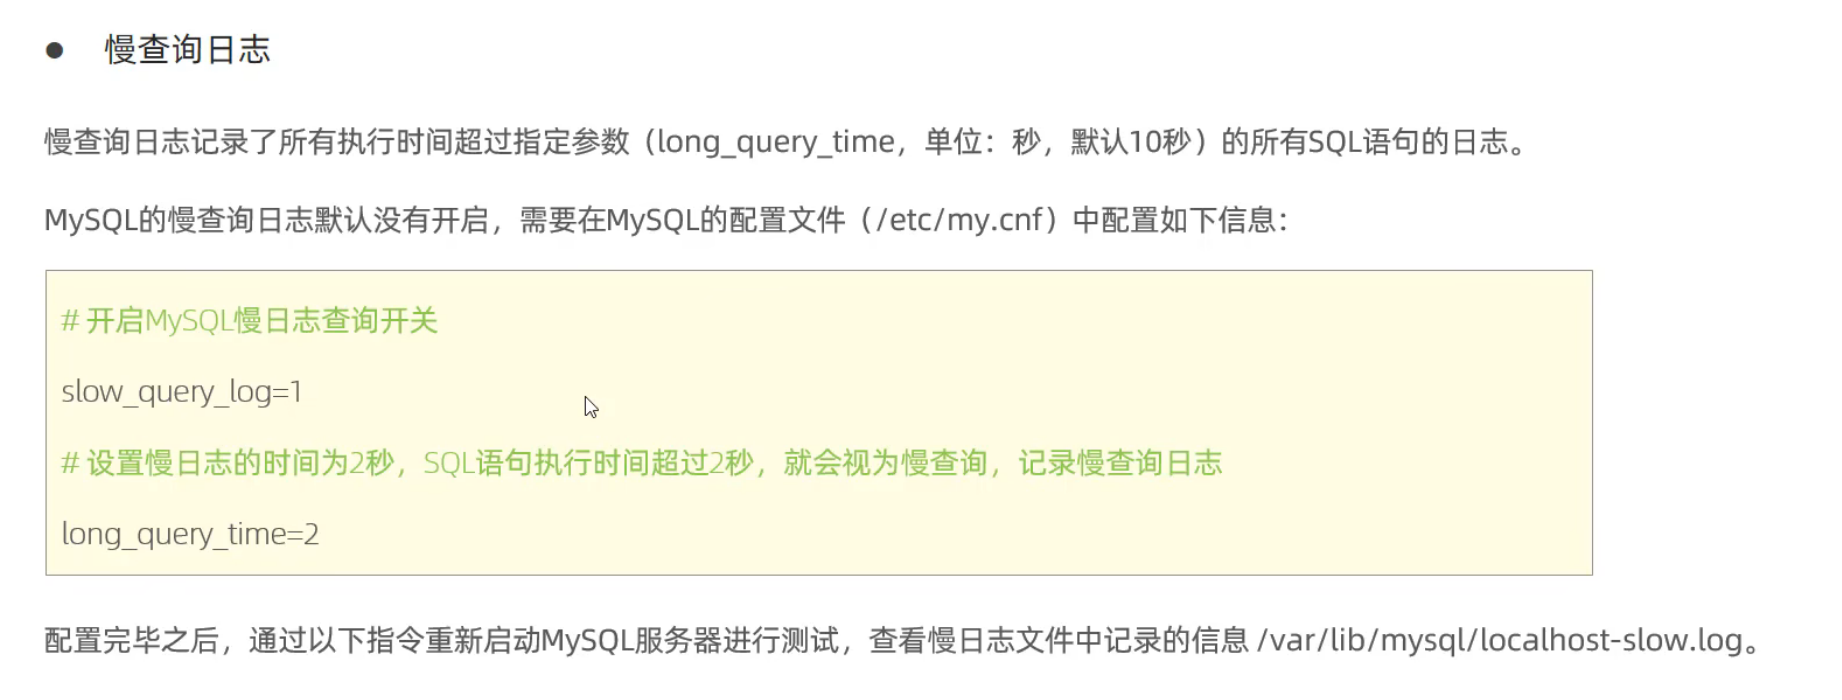 ● 慢查询日志
慢查询日志记录了所有执行时间超过指定参数（long_query_time，单位：秒，默认10秒）的所有SQL语句的日志。
MySQL的慢查询日志默认没有开启，需要在MySQL的配置文件（/etc/my.cnf）中配置如下信息：
# 开启MySQL慢日志查询开关
slow_query_log=1
# 设置慢日志的时间为2秒，SQL语句执行时间超过2秒，就会视为慢查询，记录慢查询日志
long_query_time=2
配置完毕之后，通过以下指令重新启动MySQL服务器进行测试，查看慢日志文件中记录的信息 /var/lib/mysql/localhost-slow.log。